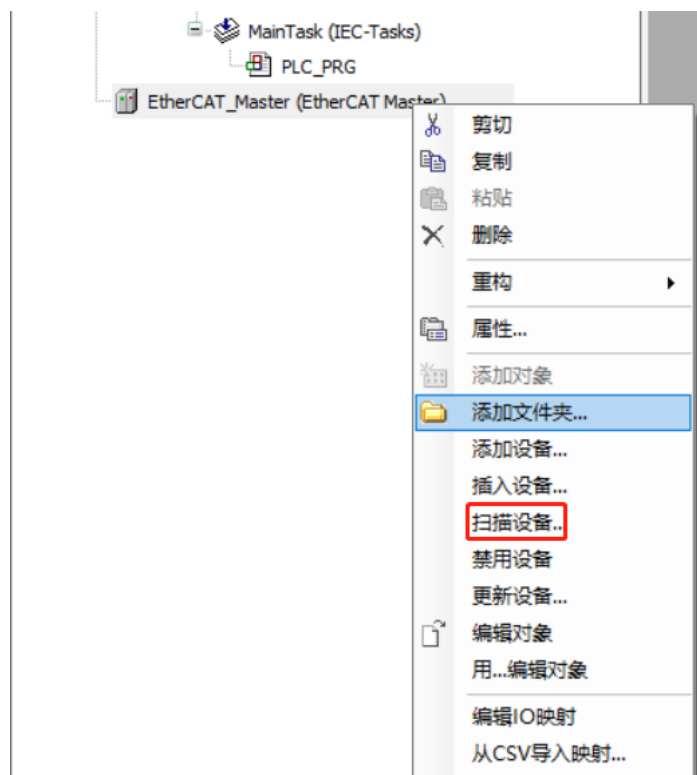 MainTask (IEC-Tasks)
PLC_PRG
EtherCAT_Master (EtherCAT Master)
剪切
复制
粘贴
删除
重构
属性...
添加对象
添加文件夹...
添加设备...
插入设备...
扫描设备..
禁用设备
更新设备...
编辑对象
用...编辑对象
编辑IO映射
从CSV导入映射...